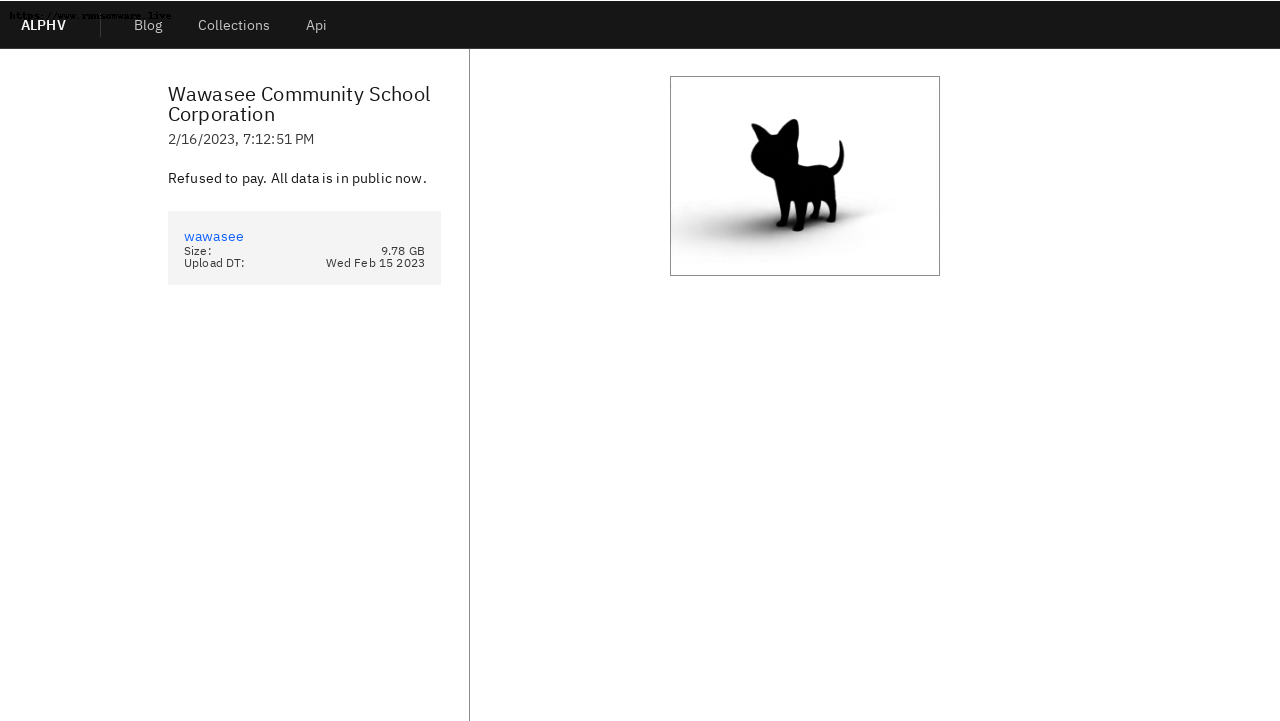 https://www.ransomware.live
ALPHV
Blog
Collections
Api
Wawasee Community School
Corporation
2/16/2023, 7:12:51 PM
Refused to pay. All data is in public now.
wawasee
Size: 9.78 GB
Upload DT: Wed Feb 15 2023